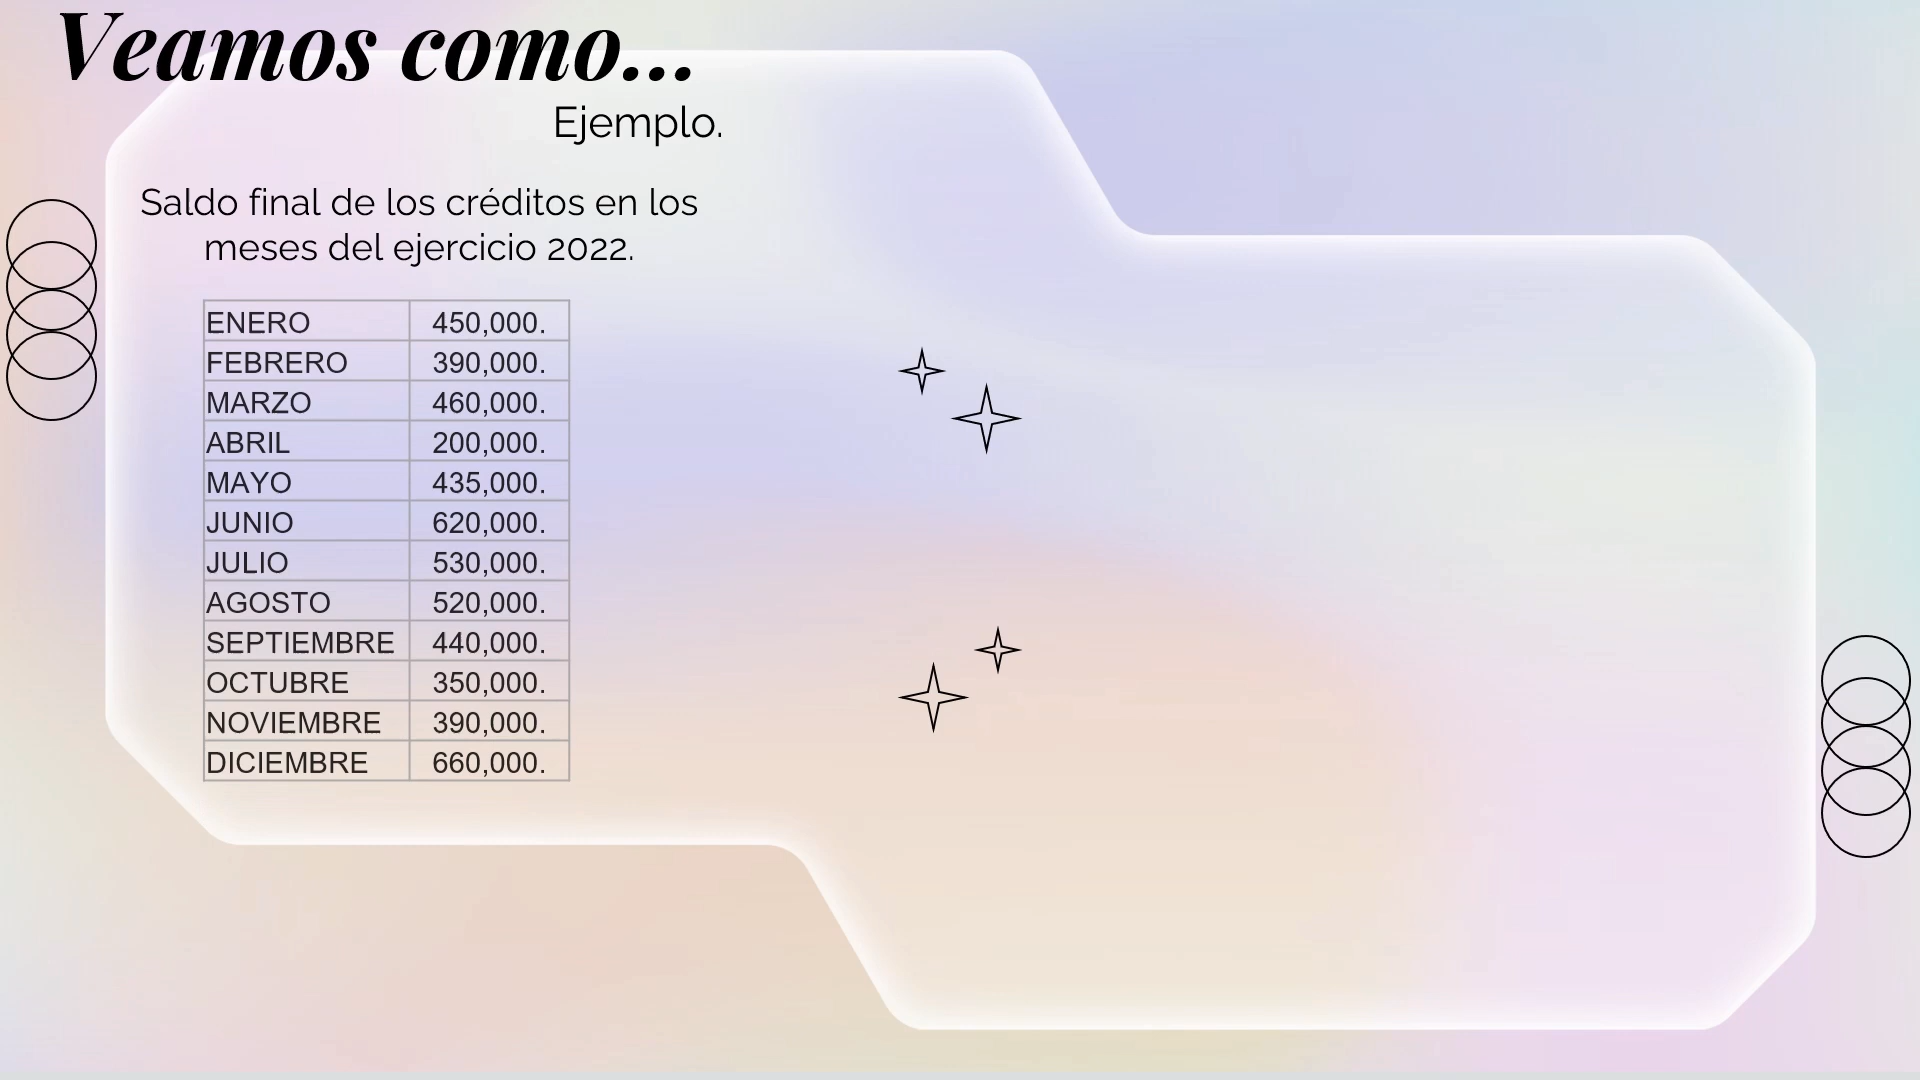 Veamos como...
Ejemplo.
Saldo final de los créditos en los
meses del ejercicio 2022.
ENERO 450,000.
FEBRERO 390,000.
MARZO 460,000.
ABRIL 200,000.
MAYO 435,000.
JUNIO 620,000.
JULIO 530,000.
AGOSTO 520,000.
SEPTIEMBRE 440,000.
OCTUBRE 350,000.
NOVIEMBRE 390,000.
DICIEMBRE 660,000.